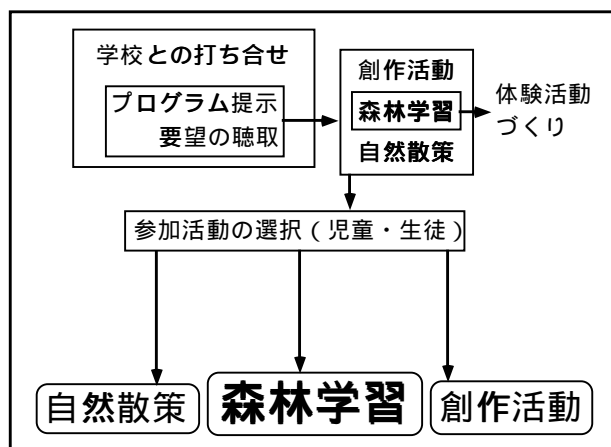 学校との打ち合せ
プログラム提示
要望の聴取
創作活動
森林学習
自然散策
体験活動
づくり
参加活動の選択(児童・生徒)
自然散策
森林学習
創作活動